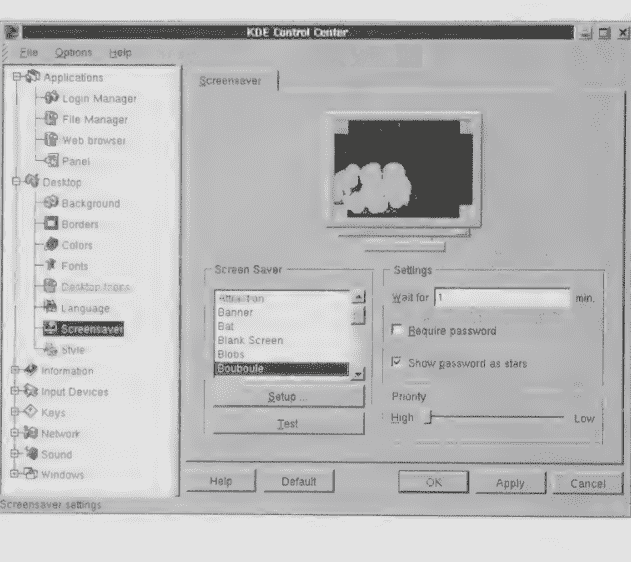 KDE Control Center
File Options Help
Applications
Login Manager
File Manager
Web browser
Panel
Desktop
Background
Borders
Colors
Fonts
Desktop Icons
Language
Screensaver
Style
Information
Input Devices
Keys
Network
Sound
Windows
Screensaver
Screen Saver
Attraction
Banner
Bat
Blank Screen
Blobs
Bouboule
Setup ...
Test
Settings
Wait for 1 min.
Require password
Show password as stars
Priority
High Low
Help Default OK Apply Cancel
Screensaver settings